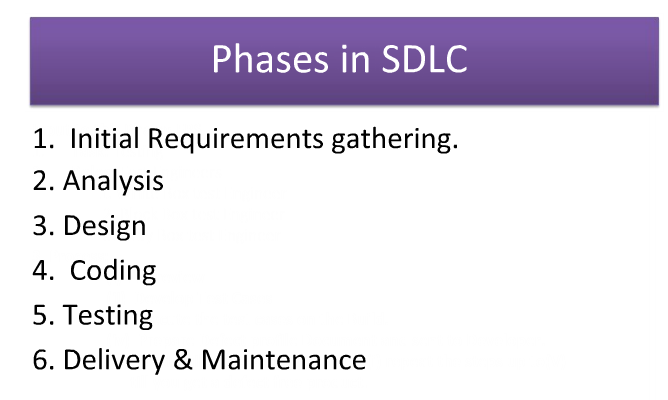 Phases in SDLC
1. Initial Requirements gathering.
2. Analysis
3. Design
4. Coding
5. Testing
6. Delivery & Maintenance